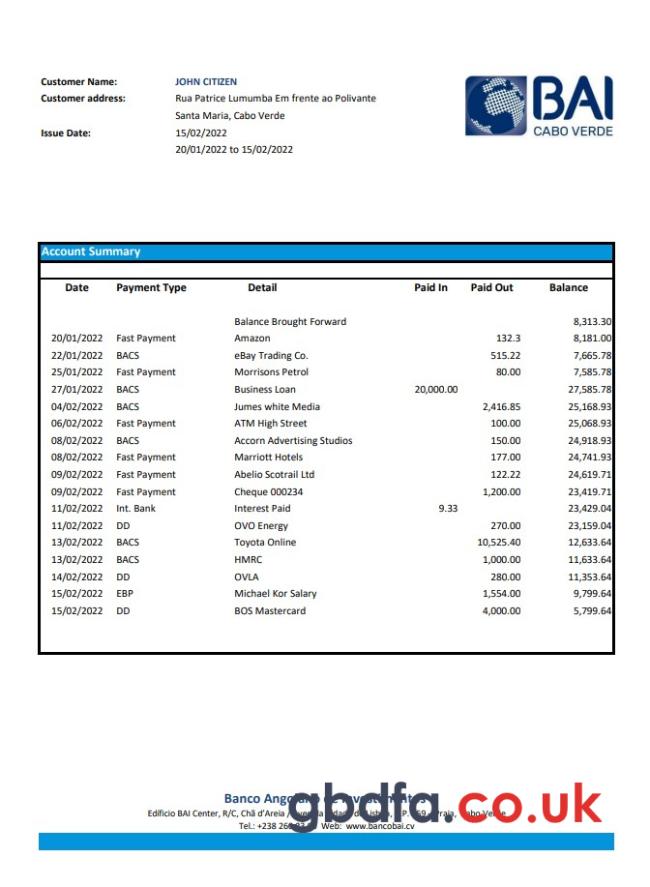 Customer Name: JOHN CITIZEN
Customer address: Rua Patrice Lumumba Em frente ao Polivante
Santa Maria, Cabo Verde
Issue Date: 15/02/2022
20/01/2022 to 15/02/2022
BAI
CABO VERDE
Account Summary
Date Payment Type Detail Paid In Paid Out Balance
Balance Brought Forward 8,313.30
20/01/2022 Fast Payment Amazon 132.3 8,181.00
22/01/2022 BACS eBay Trading Co. 515.22 7,665.78
25/01/2022 Fast Payment Morrisons Petrol 80.00 7,585.78
27/01/2022 BACS Business Loan 20,000.00 27,585.78
04/02/2022 BACS Jumes white Media 2,416.85 25,168.93
06/02/2022 Fast Payment ATM High Street 100.00 25,068.93
08/02/2022 BACS Accorn Advertising Studios 150.00 24,918.93
08/02/2022 Fast Payment Marriott Hotels 177.00 24,741.93
09/02/2022 Fast Payment Abelio Scotrail Ltd 122.22 24,619.71
09/02/2022 Fast Payment Cheque 000234 1,200.00 23,419.71
11/02/2022 Int. Bank Interest Paid 9.33 23,429.04
11/02/2022 DD OVO Energy 270.00 23,159.04
13/02/2022 BACS Toyota Online 10,525.40 12,633.64
13/02/2022 BACS HMRC 1,000.00 11,633.64
14/02/2022 DD OVLA 280.00 11,353.64
15/02/2022 EBP Michael Kor Salary 1,554.00 9,799.64
15/02/2022 DD BOS Mastercard 4,000.00 5,799.64
Banco
gbdfa.co.uk
Edifício BAI Center, R/C, Chã d'Areia /
Tel.: +238 Web: www.bancobai.cv